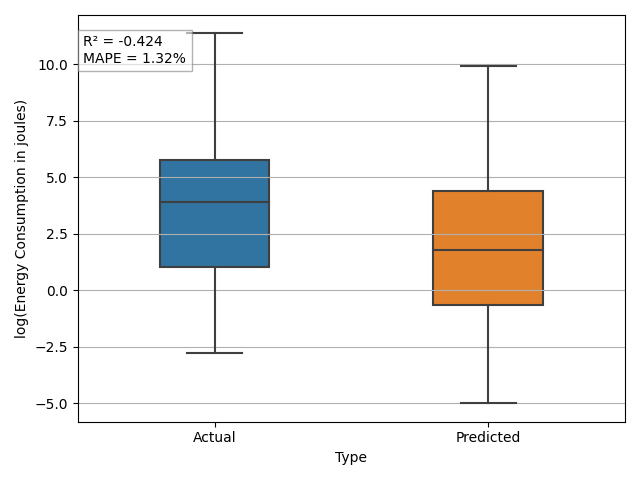 R² = -0.424
MAPE = 1.32%
10.0
7.5
5.0
2.5
0.0
−2.5
−5.0
log(Energy Consumption in joules)
Actual
Predicted
Type